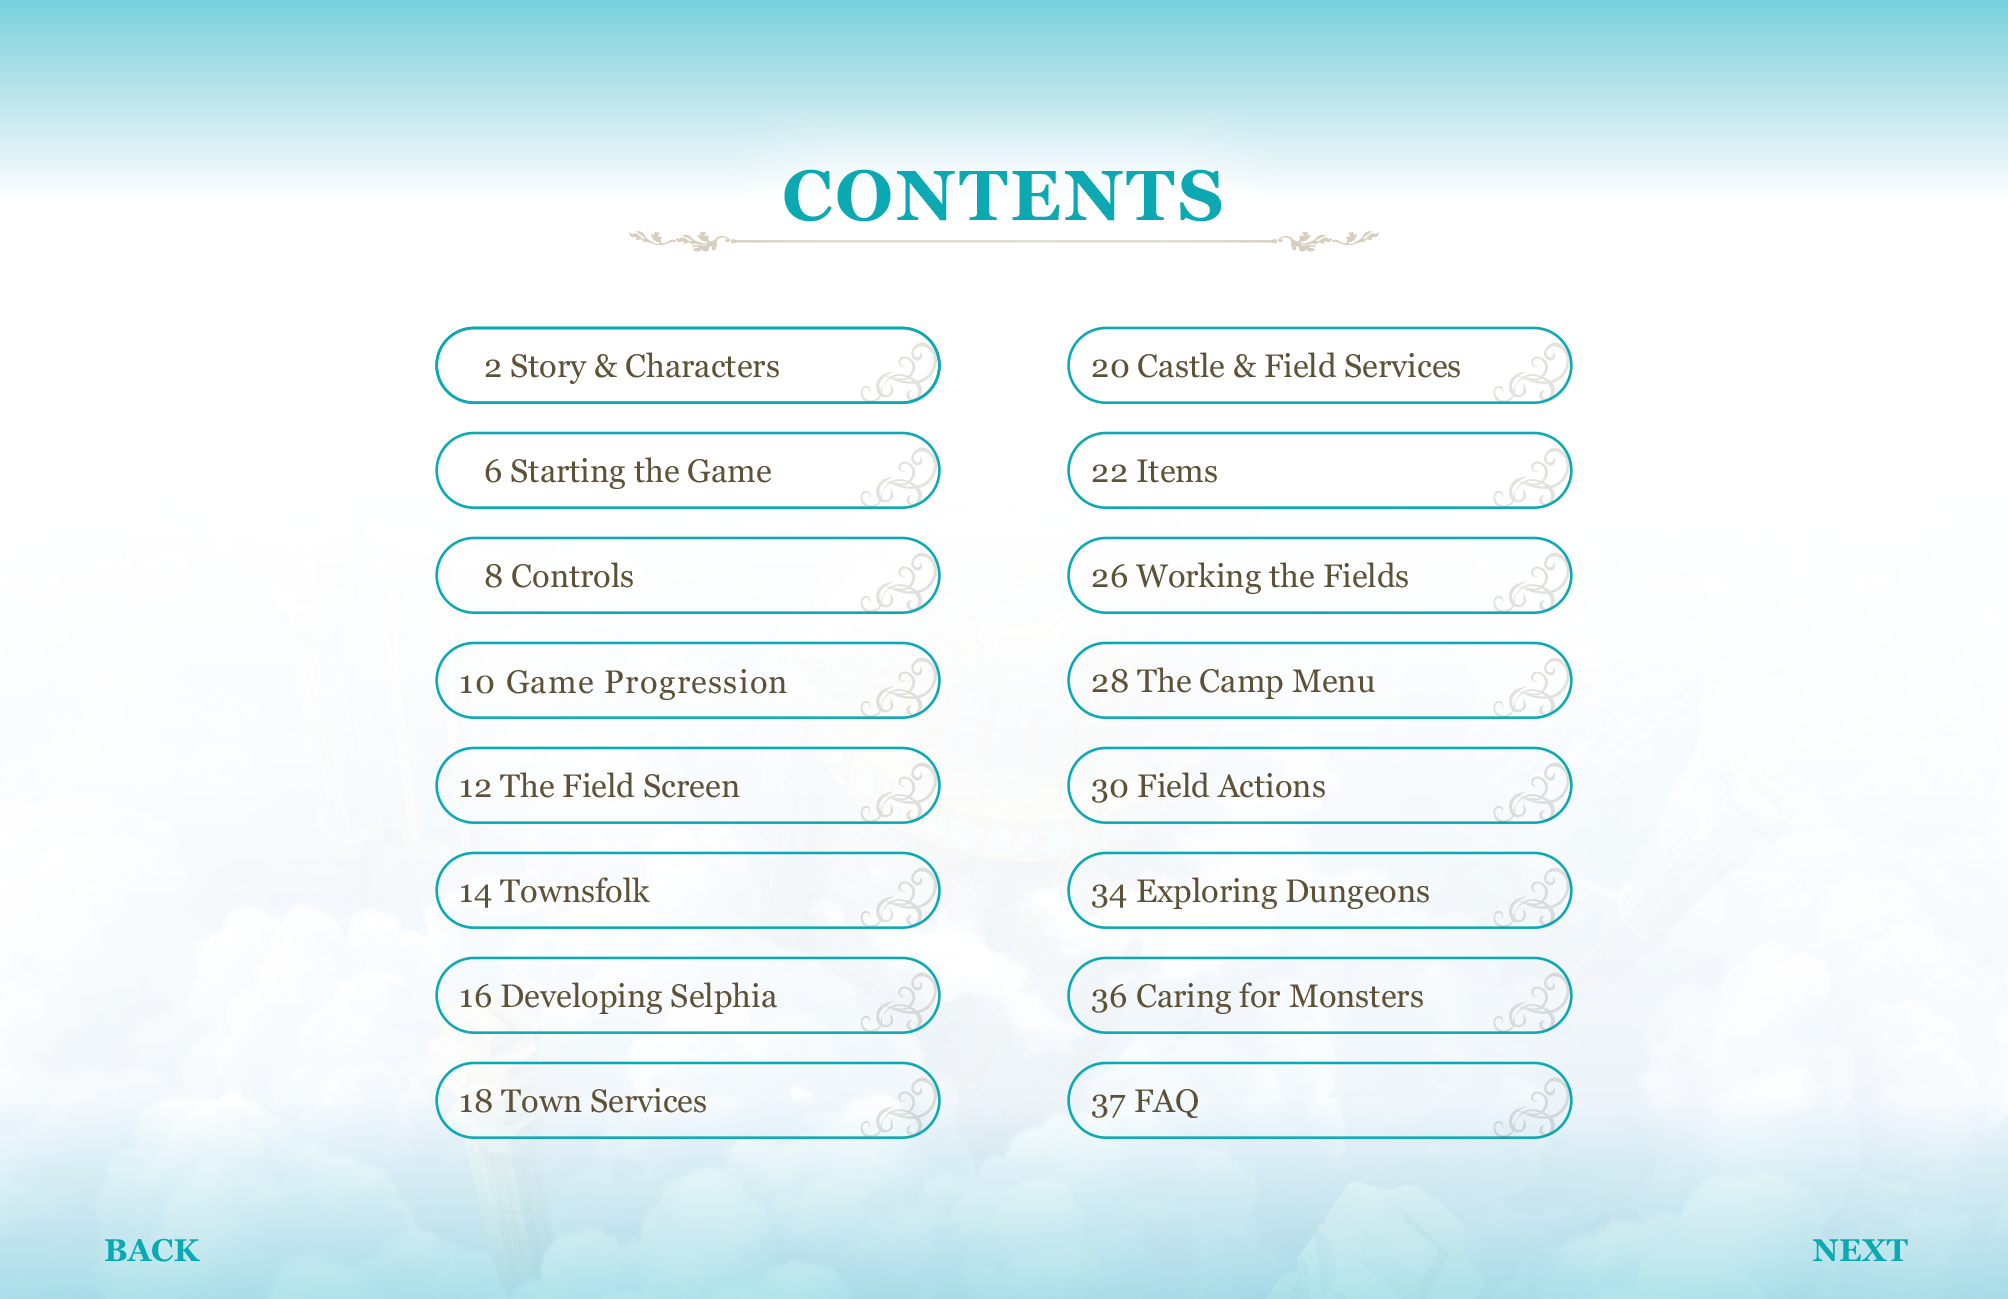 CONTENTS
2 Story & Characters
6 Starting the Game
8 Controls
10 Game Progression
12 The Field Screen
14 Townsfolk
16 Developing Selphia
18 Town Services
20 Castle & Field Services
22 Items
26 Working the Fields
28 The Camp Menu
30 Field Actions
34 Exploring Dungeons
36 Caring for Monsters
37 FAQ
BACK
NEXT